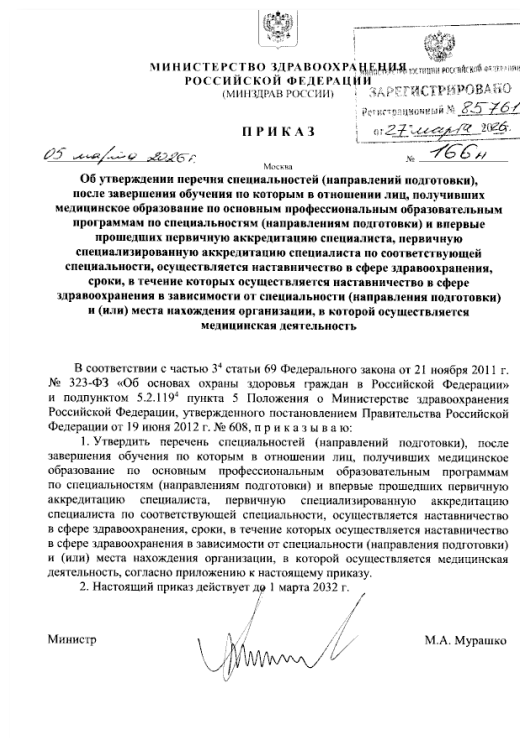 МИНИСТЕРСТВО ЗДРАВООХРАНЕНИЯ
РОССИЙСКОЙ ФЕДЕРАЦИИ
(МИНЗДРАВ РОССИИ)
МИНИСТЕРСТВО ЮСТИЦИИ РОССИЙСКОЙ ФЕДЕРАЦИИ
ЗАРЕГИСТРИРОВАНО
Регистрационный № 85761
от 27 марта 2026г.
П Р И К А З
05 марта 2026г.
№ 166н
Москва
Об утверждении перечня специальностей (направлений подготовки),
после завершения обучения по которым в отношении лиц, получивших
медицинское образование по основным профессиональным образовательным
программам по специальностям (направлениям подготовки) и впервые
прошедших первичную аккредитацию специалиста, первичную
специализированную аккредитацию специалиста по соответствующей
специальности, осуществляется наставничество в сфере здравоохранения,
сроки, в течение которых осуществляется наставничество в сфере
здравоохранения в зависимости от специальности (направления подготовки)
и (или) места нахождения организации, в которой осуществляется
медицинская деятельность
В соответствии с частью 3⁴ статьи 69 Федерального закона от 21 ноября 2011 г.
№ 323-ФЗ «Об основах охраны здоровья граждан в Российской Федерации»
и подпунктом 5.2.119⁴ пункта 5 Положения о Министерстве здравоохранения
Российской Федерации, утвержденного постановлением Правительства Российской
Федерации от 19 июня 2012 г. № 608, п р и к а з ы в а ю:
1. Утвердить перечень специальностей (направлений подготовки), после
завершения обучения по которым в отношении лиц, получивших медицинское
образование по основным профессиональным образовательным программам
по специальностям (направлениям подготовки) и впервые прошедших первичную
аккредитацию специалиста, первичную специализированную аккредитацию
специалиста по соответствующей специальности, осуществляется наставничество
в сфере здравоохранения, сроки, в течение которых осуществляется наставничество
в сфере здравоохранения в зависимости от специальности (направления подготовки)
и (или) места нахождения организации, в которой осуществляется медицинская
деятельность, согласно приложению к настоящему приказу.
2. Настоящий приказ действует до 1 марта 2032 г.
Министр
М.А. Мурашко